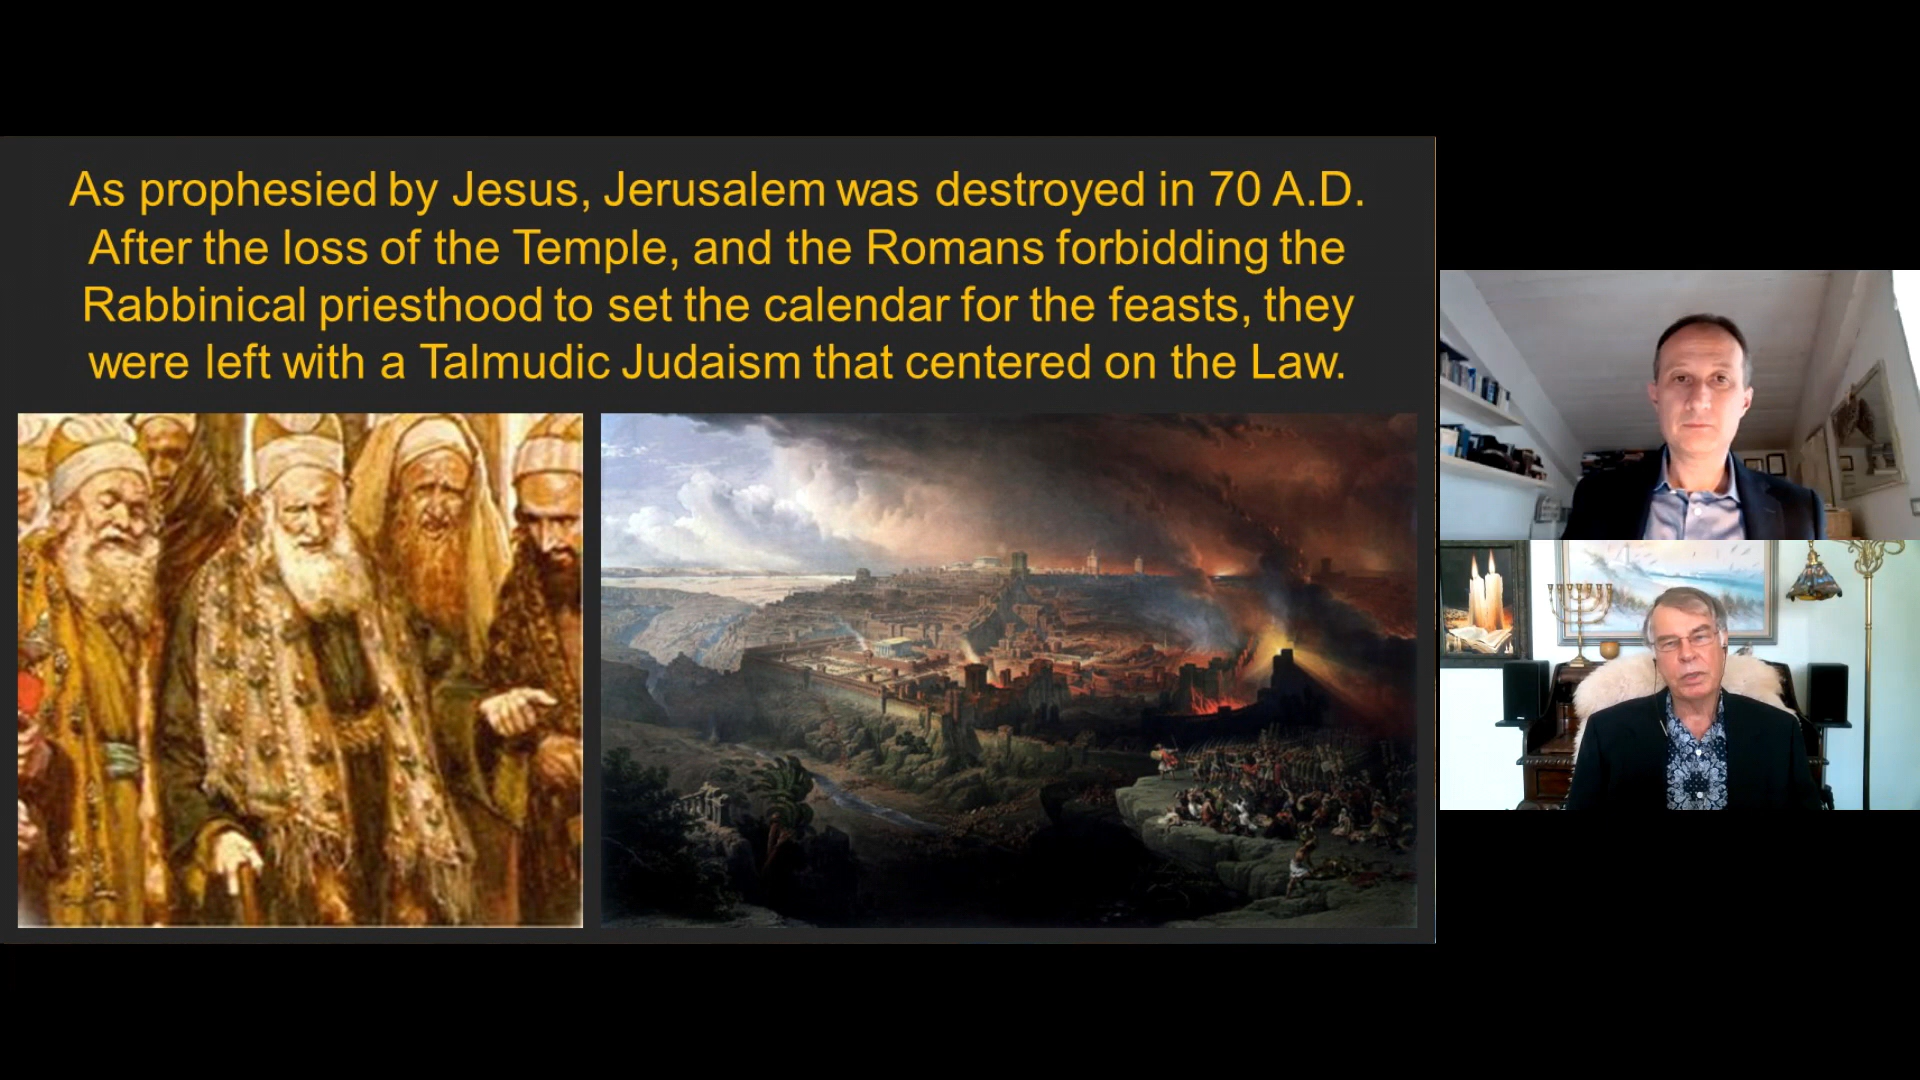 As prophesied by Jesus, Jerusalem was destroyed in 70 A.D.
After the loss of the Temple, and the Romans forbidding the
Rabbinical priesthood to set the calendar for the feasts, they
were left with a Talmudic Judaism that centered on the Law.